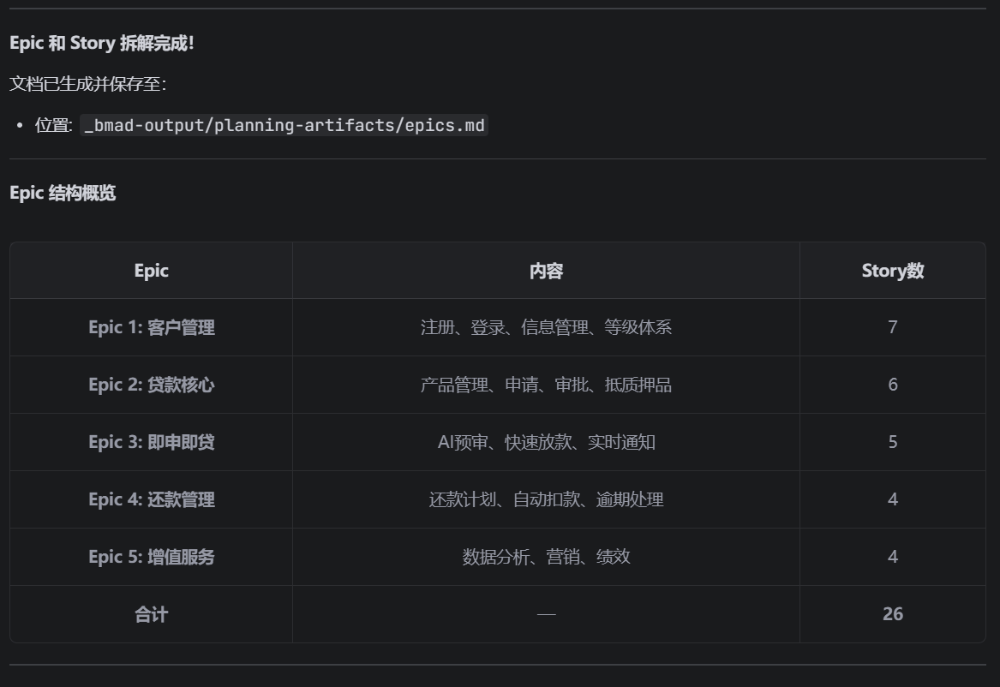 Epic 和 Story 拆解完成！
文档已生成并保存至：
• 位置: _bmad-output/planning-artifacts/epics.md
Epic 结构概览
Epic 内容 Story数
Epic 1: 客户管理 注册、登录、信息管理、等级体系 7
Epic 2: 贷款核心 产品管理、申请、审批、抵质押品 6
Epic 3: 即申即贷 AI预审、快速放款、实时通知 5
Epic 4: 还款管理 还款计划、自动扣款、逾期处理 4
Epic 5: 增值服务 数据分析、营销、绩效 4
合计 — 26